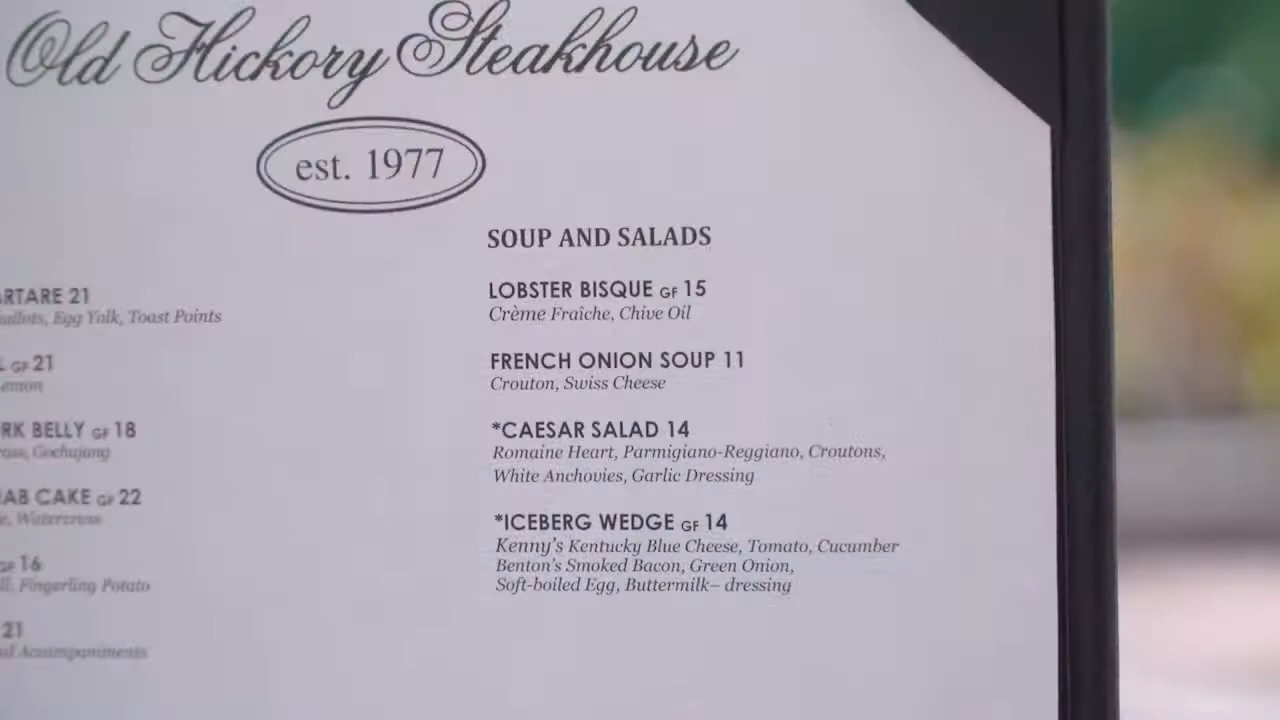 Old Hickory Steakhouse
est. 1977
RTARE 21
Egg Yolk, Toast Points
GF 21
RK BELLY GF 18
Gochujang
AB CAKE GF 22
Watercress
GF 16
Fingerling Potato
21
Accompaniments
SOUP AND SALADS
LOBSTER BISQUE GF 15
Crème Fraîche, Chive Oil
FRENCH ONION SOUP 11
Crouton, Swiss Cheese
*CAESAR SALAD 14
Romaine Heart, Parmigiano-Reggiano, Croutons,
White Anchovies, Garlic Dressing
*ICEBERG WEDGE GF 14
Kenny's Kentucky Blue Cheese, Tomato, Cucumber
Benton's Smoked Bacon, Green Onion,
Soft-boiled Egg, Buttermilk– dressing